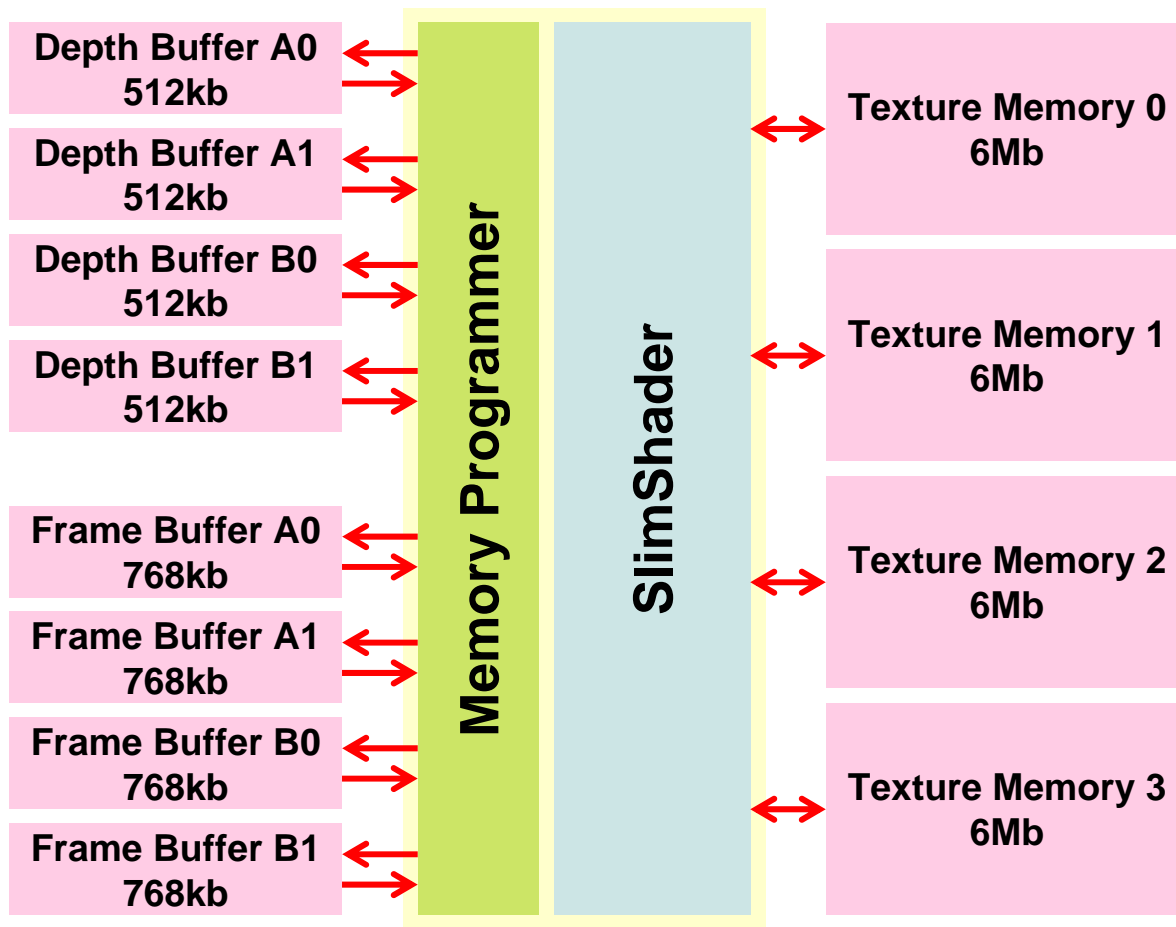 Depth Buffer A0
512kb
Depth Buffer A1
512kb
Depth Buffer B0
512kb
Depth Buffer B1
512kb
Frame Buffer A0
768kb
Frame Buffer A1
768kb
Frame Buffer B0
768kb
Frame Buffer B1
768kb
Memory Programmer
SlimShader
Texture Memory 0
6Mb
Texture Memory 1
6Mb
Texture Memory 2
6Mb
Texture Memory 3
6Mb